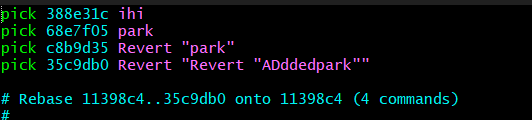 pick 388e31c ihi
pick 68e7f05 park
pick c8b9d35 Revert "park"
pick 35c9db0 Revert "Revert "ADddedpark""
# Rebase 11398c4..35c9db0 onto 11398c4 (4 commands)
#